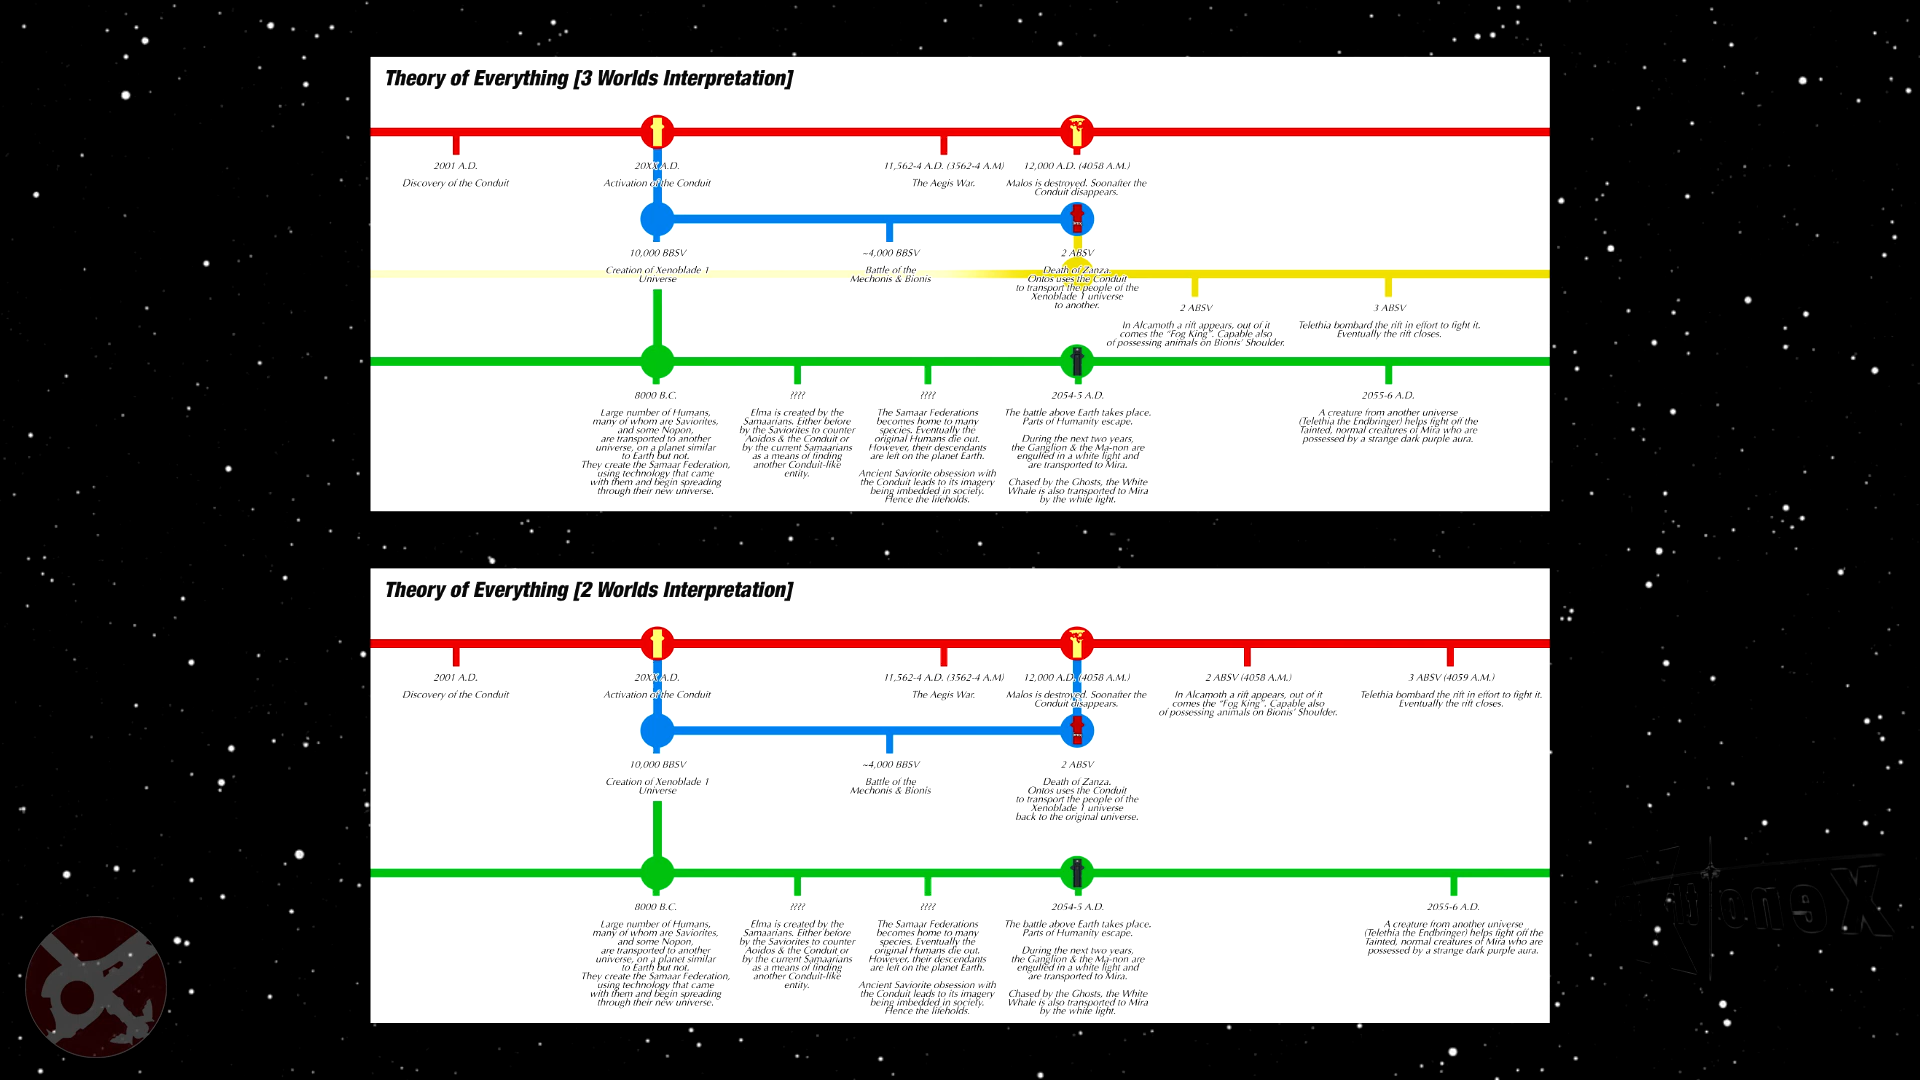 Theory of Everything [3 Worlds Interpretation]
2001 A.D.
Discovery of the Conduit
20XX A.D.
Activation of the Conduit
11,562-4 A.D. (3562-4 A.M)
The Aegis War.
12,000 A.D. (4058 A.M.)
Malos is destroyed. Soonafter the
Conduit disappears.
10,000 BBSV
Creation of Xenoblade 1
Universe
~4,000 BBSV
Battle of the
Mechonis & Bionis
2 ABSV
Death of Zanza.
Ontos uses the Conduit
to transport the people of the
Xenoblade 1 universe
to another.
2 ABSV
In Alcamoth a rift appears, out of it
comes the "Fog King". Capable also
of possessing animals on Bionis' Shoulder.
3 ABSV
Telethia bombard the rift in effort to fight it.
Eventually the rift closes.
8000 B.C.
Large number of Humans,
many of whom are Saviorites,
and some Nopon,
are transported to another
universe, on a planet similar
to Earth but not.
They create the Samaar Federation,
using technology that came
with them and begin spreading
through their new universe.
????
Elma is created by the
Samaarians. Either before
by the Saviorites to counter
Aoidos & the Conduit or
by the current Samaarians
as a means of finding
another Conduit-like
entity.
????
The Samaar Federations
becomes home to many
species. Eventually the
original Humans die out.
However, their descendants
are left on the planet Earth.
Ancient Saviorite obsession with
the Conduit leads to its imagery
being imbedded in society.
Hence the lifeholds.
2054-5 A.D.
The battle above Earth takes place.
Parts of Humanity escape.
During the next two years,
the Ganglion & the Ma-non are
engulfed in a white light and
are transported to Mira.
Chased by the Ghosts, the White
Whale is also transported to Mira
by the white light.
2055-6 A.D.
A creature from another universe
(Telethia the Endbringer) helps fight off the
Tainted, normal creatures of Mira who are
possessed by a strange dark purple aura.
Theory of Everything [2 Worlds Interpretation]
2001 A.D.
Discovery of the Conduit
20XX A.D.
Activation of the Conduit
11,562-4 A.D. (3562-4 A.M)
The Aegis War.
12,000 A.D. (4058 A.M.)
Malos is destroyed. Soonafter the
Conduit disappears.
2 ABSV (4058 A.M.)
In Alcamoth a rift appears, out of it
comes the "Fog King". Capable also
of possessing animals on Bionis' Shoulder.
3 ABSV (4059 A.M.)
Telethia bombard the rift in effort to fight it.
Eventually the rift closes.
10,000 BBSV
Creation of Xenoblade 1
Universe
~4,000 BBSV
Battle of the
Mechonis & Bionis
2 ABSV
Death of Zanza.
Ontos uses the Conduit
to transport the people of the
Xenoblade 1 universe
back to the original universe.
8000 B.C.
Large number of Humans,
many of whom are Saviorites,
and some Nopon,
are transported to another
universe, on a planet similar
to Earth but not.
They create the Samaar Federation,
using technology that came
with them and begin spreading
through their new universe.
????
Elma is created by the
Samaarians. Either before
by the Saviorites to counter
Aoidos & the Conduit or
by the current Samaarians
as a means of finding
another Conduit-like
entity.
????
The Samaar Federations
becomes home to many
species. Eventually the
original Humans die out.
However, their descendants
are left on the planet Earth.
Ancient Saviorite obsession with
the Conduit leads to its imagery
being imbedded in society.
Hence the lifeholds.
2054-5 A.D.
The battle above Earth takes place.
Parts of Humanity escape.
During the next two years,
the Ganglion & the Ma-non are
engulfed in a white light and
are transported to Mira.
Chased by the Ghosts, the White
Whale is also transported to Mira
by the white light.
2055-6 A.D.
A creature from another universe
(Telethia the Endbringer) helps fight off the
Tainted, normal creatures of Mira who are
possessed by a strange dark purple aura.